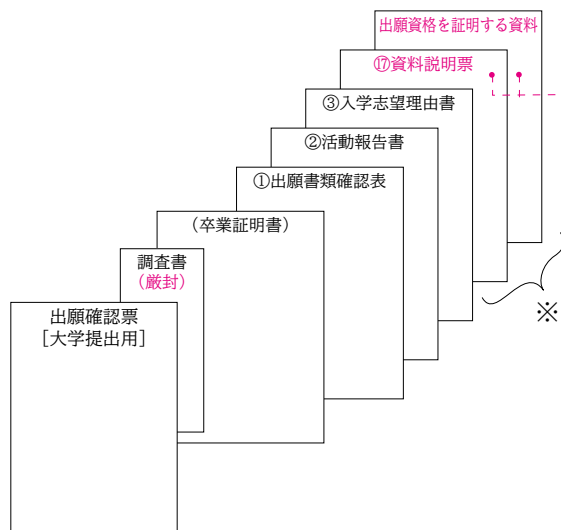 出願資格を証明する資料
⑰資料説明票
③入学志望理由書
②活動報告書
①出願書類確認表
（卒業証明書）
調査書
（厳封）
出願確認票
［大学提出用］
※